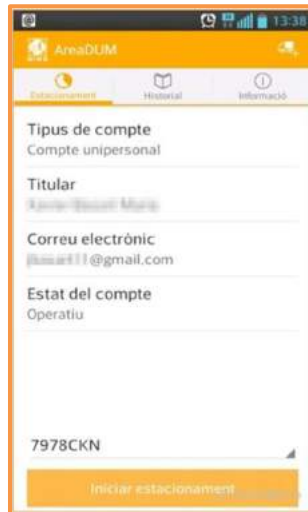 13:38
AreaDUM
Estacionament
Historial
Informació
Tipus de compte
Compte unipersonal
Titular
Correu electrònic
@gmail.com
Estat del compte
Operatiu
7978CKN
Iniciar estacionament